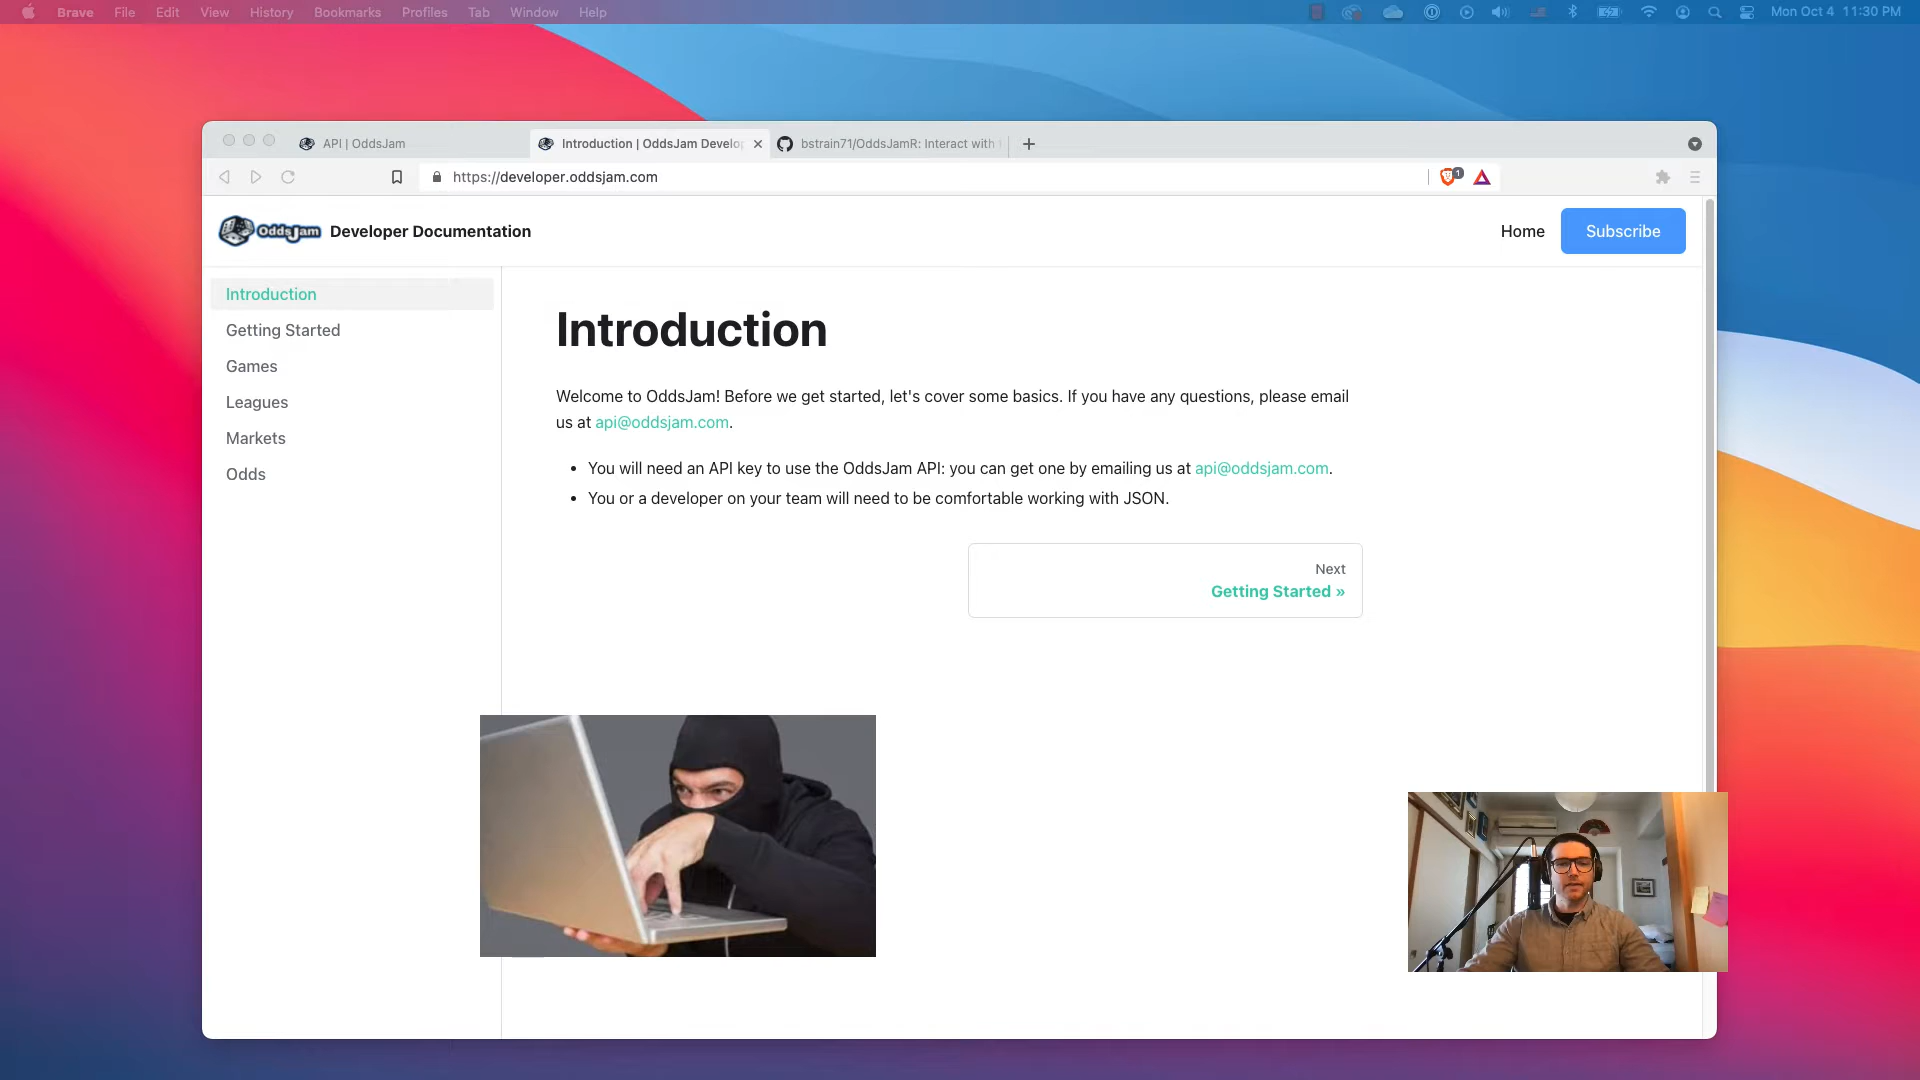 Brave File Edit View History Bookmarks Profiles Tab Window Help Mon Oct 4 11:30 PM
API | OddsJam Introduction | OddsJam Develo bstrain71/OddsJamR: Interact with
https://developer.oddsjam.com 1
OddsJam Developer Documentation Home Subscribe
Introduction
Getting Started
Games
Leagues
Markets
Odds
Introduction
Welcome to OddsJam! Before we get started, let's cover some basics. If you have any questions, please email
us at api@oddsjam.com.
• You will need an API key to use the OddsJam API: you can get one by emailing us at api@oddsjam.com.
• You or a developer on your team will need to be comfortable working with JSON.
Next
Getting Started »